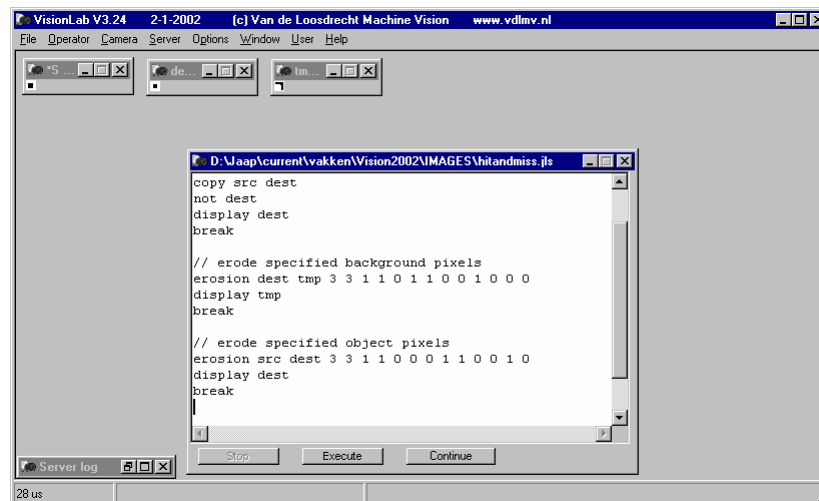 VisionLab V3.24 2-1-2002 (c) Van de Loosdrecht Machine Vision www.vdlmv.nl
File Operator Camera Server Options Window User Help
*S ...
de...
tm...
D:\Jaap\current\vakken\Vision2002\IMAGES\hitandmiss.jls
copy src dest
not dest
display dest
break
// erode specified background pixels
erosion dest tmp 3 3 1 1 0 1 1 0 0 1 0 0 0
display tmp
break
// erode specified object pixels
erosion src dest 3 3 1 1 0 0 0 1 1 0 0 1 0
display dest
break
Stop Execute Continue
Server log
28 us